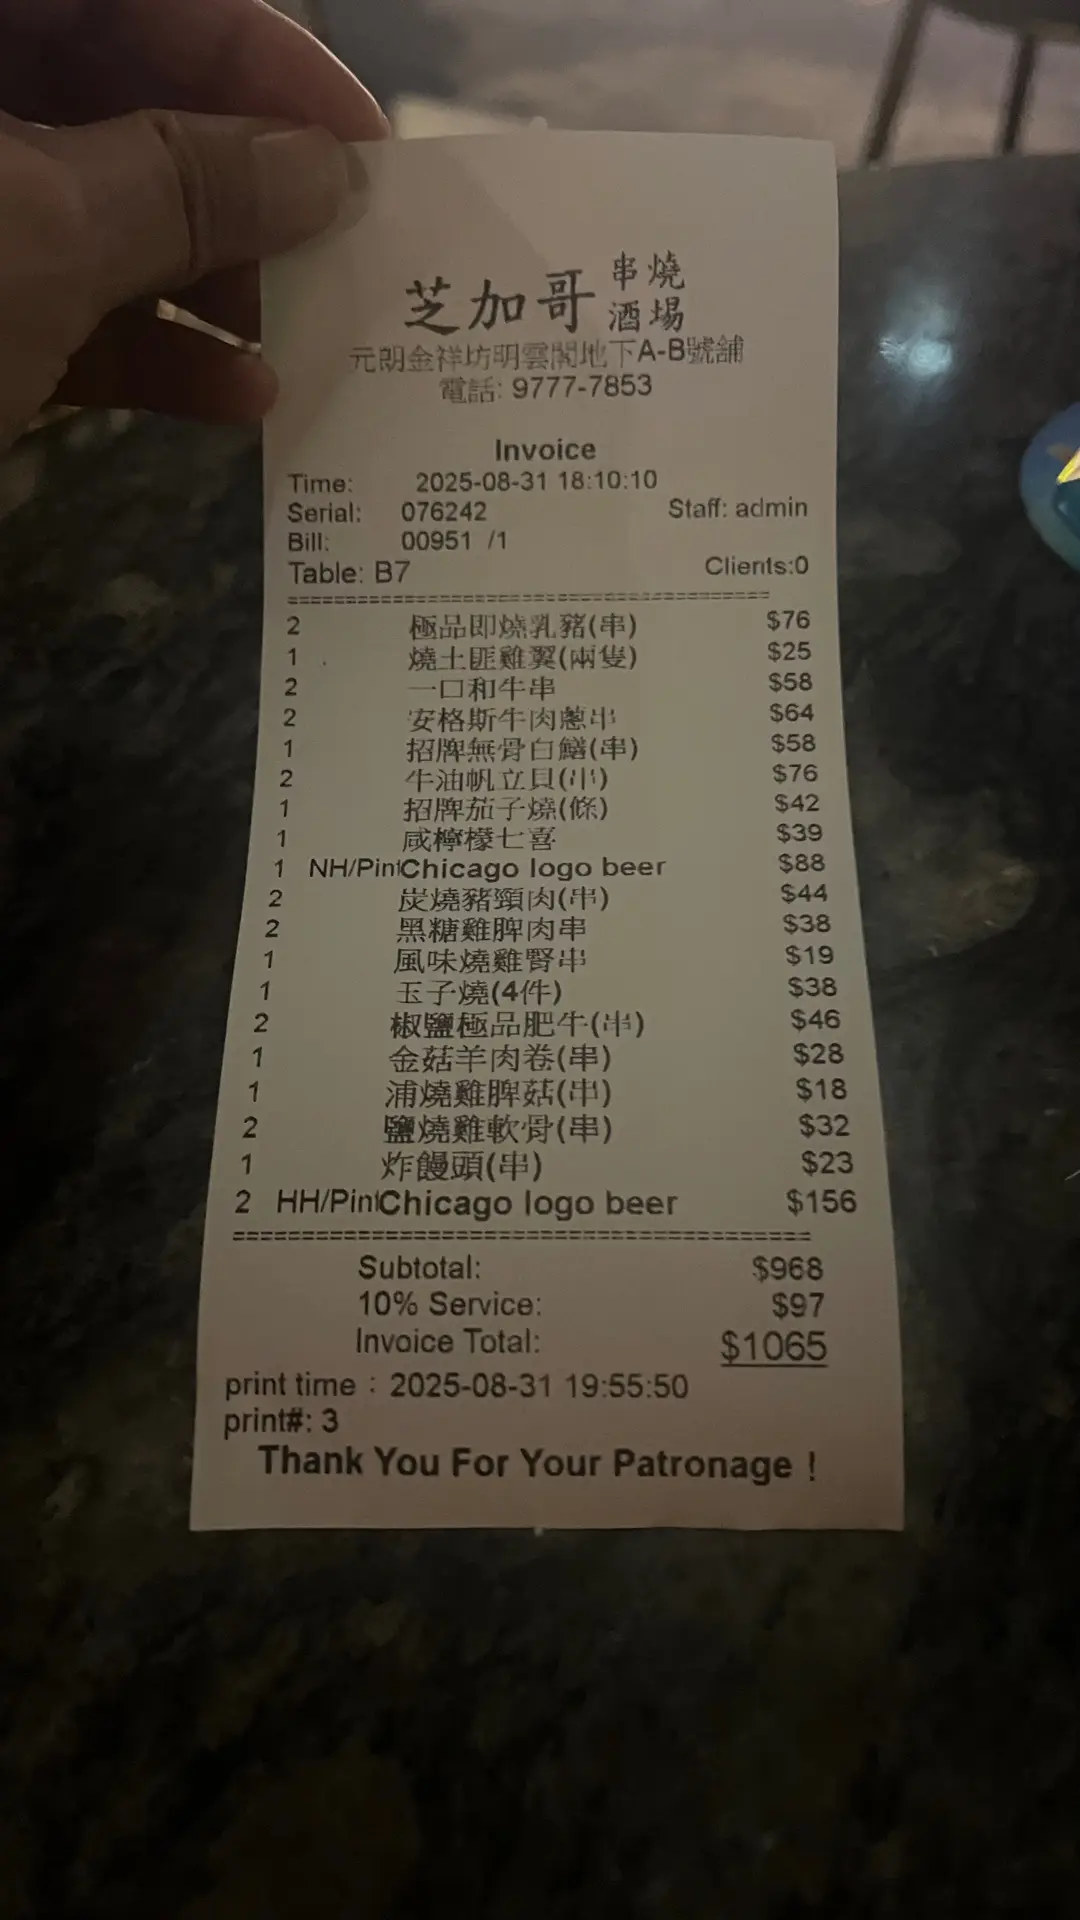 芝加哥 串燒
酒場
元朗金祥坊明雲閣地下A-B號舖
電話: 9777-7853
Invoice
Time: 2025-08-31 18:10:10
Serial: 076242 Staff: admin
Bill: 00951 /1
Table: B7 Clients:0
========================================
2 極品即燒乳豬(串) $76
1 燒土匪雞翼(兩隻) $25
2 一口和牛串 $58
2 安格斯牛肉蔥串 $64
1 招牌無骨白鱔(串) $58
2 牛油帆立貝(串) $76
1 招牌茄子燒(條) $42
1 咸檸檬七喜 $39
1 NH/Pint Chicago logo beer $88
2 炭燒豬頸肉(串) $44
2 黑糖雞脾肉串 $38
1 風味燒雞腎串 $19
1 玉子燒(4件) $38
2 椒鹽極品肥牛(串) $46
1 金菇羊肉卷(串) $28
1 浦燒雞脾菇(串) $18
2 鹽燒雞軟骨(串) $32
1 炸饅頭(串) $23
2 HH/Pint Chicago logo beer $156
========================================
Subtotal: $968
10% Service: $97
Invoice Total: $1065
print time：2025-08-31 19:55:50
print#: 3
Thank You For Your Patronage！